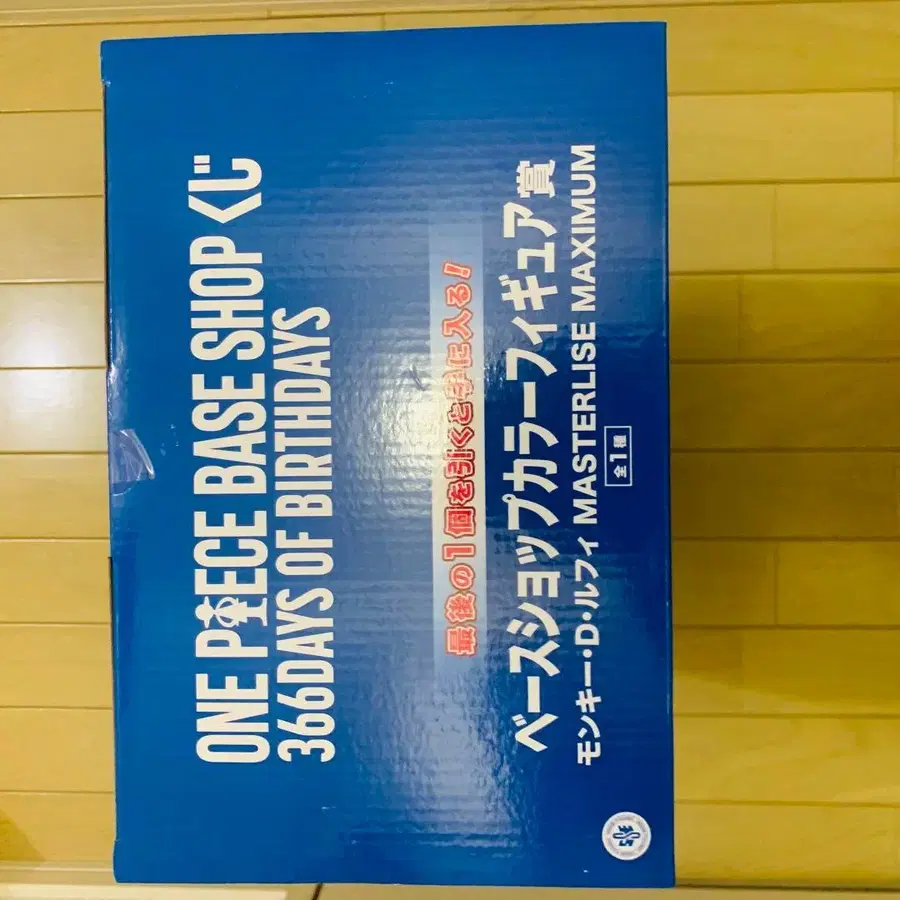 ONE PIECE BASE SHOP くじ
366DAYS OF BIRTHDAYS
最後の1個を引くと手に入る!
ベースショップカラーフィギュア賞
モンキー・D・ルフィ MASTERLISE MAXIMUM
全1種